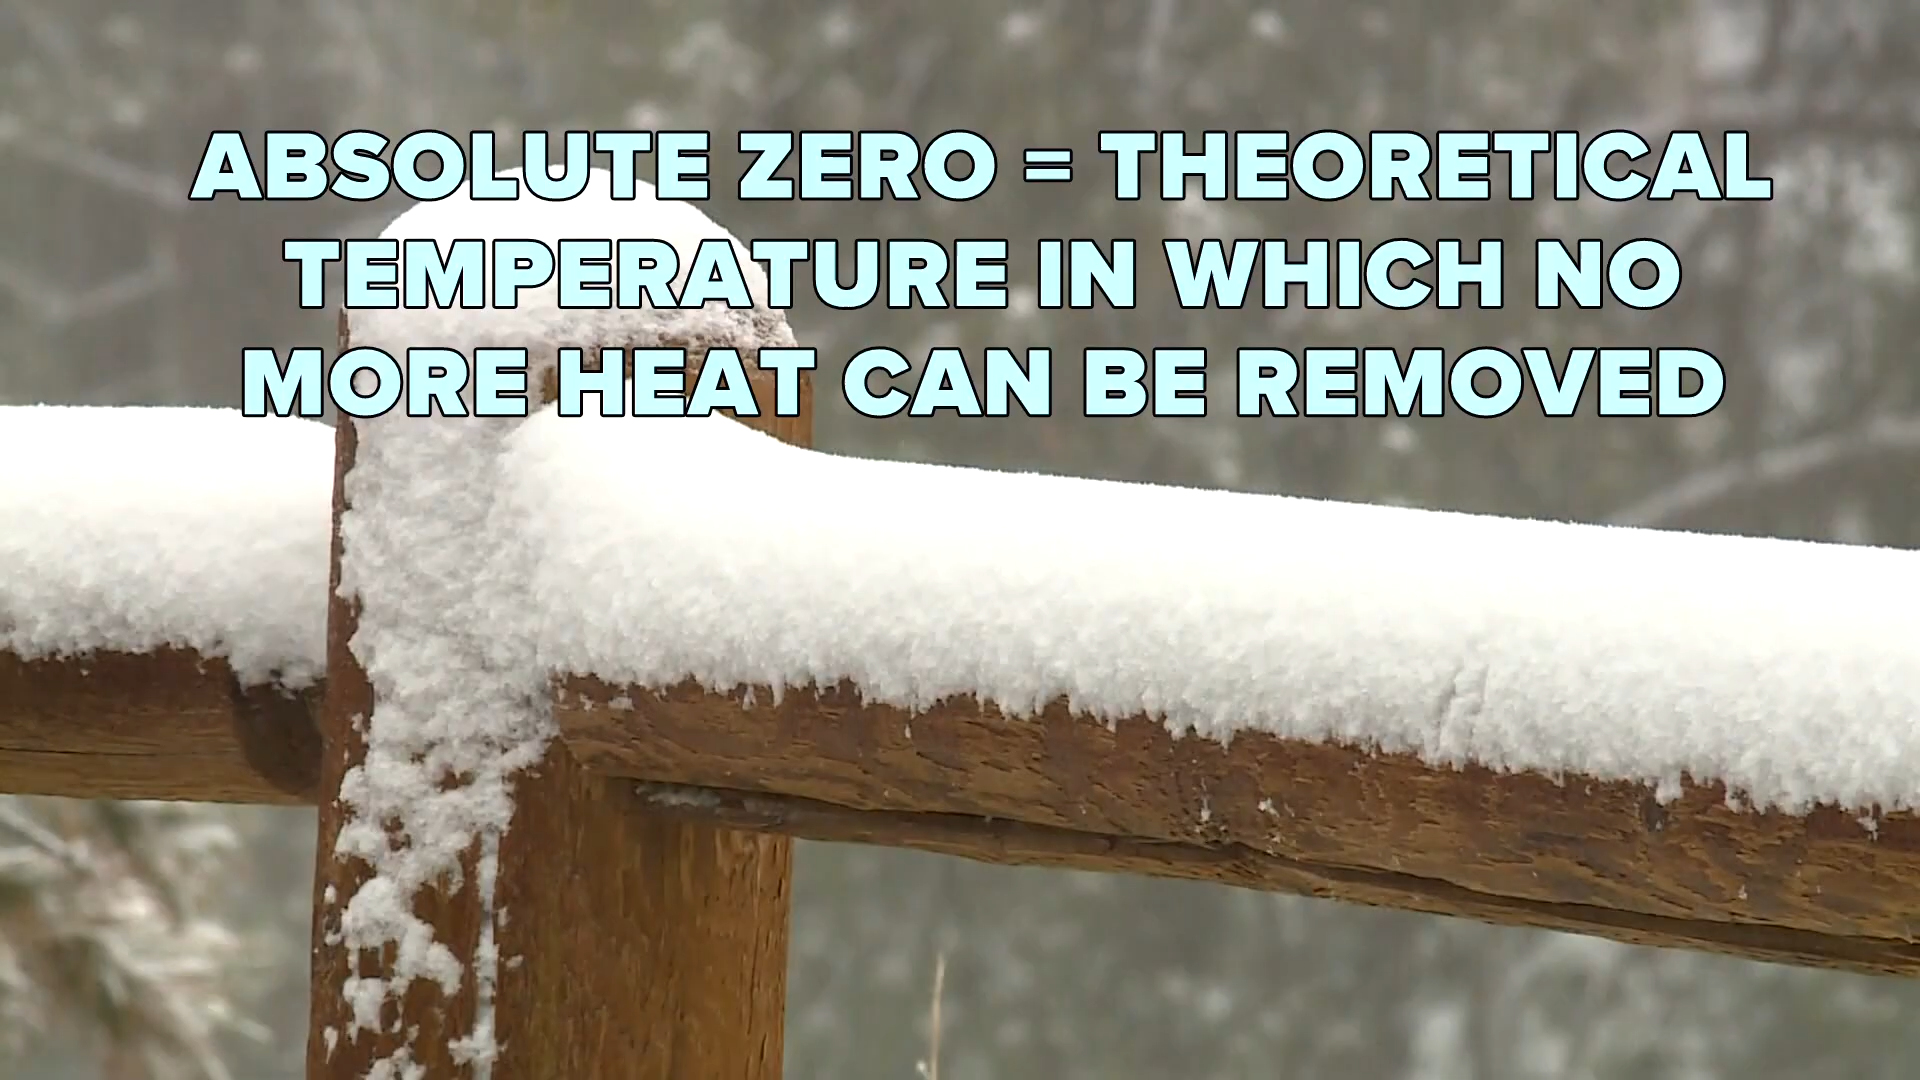 ABSOLUTE ZERO = THEORETICAL
TEMPERATURE IN WHICH NO
MORE HEAT CAN BE REMOVED